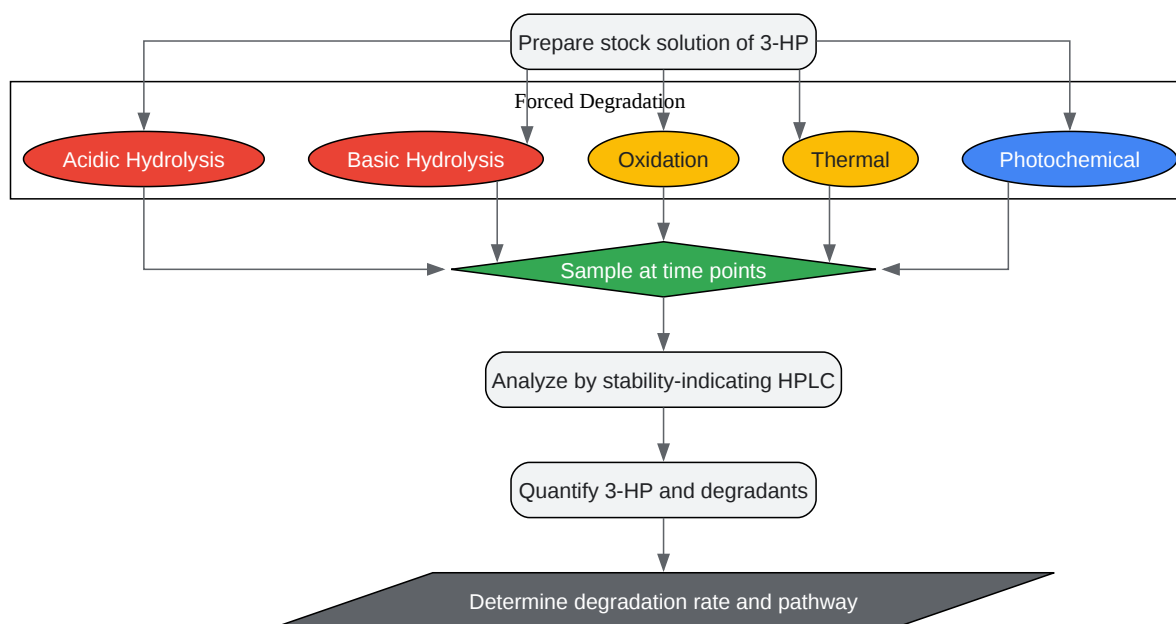 Prepare stock solution of 3-HP
Forced Degradation
Acidic Hydrolysis
Basic Hydrolysis
Oxidation
Thermal
Photochemical
Sample at time points
Analyze by stability-indicating HPLC
Quantify 3-HP and degradants
Determine degradation rate and pathway